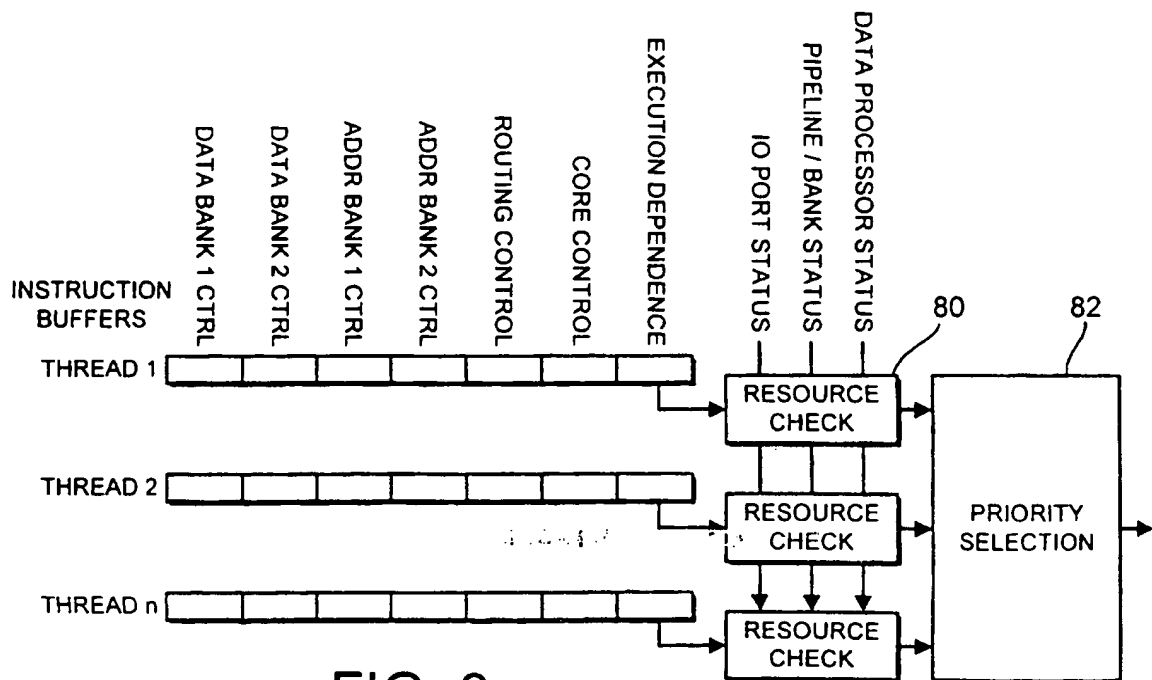 DATA BANK 1 CTRL
DATA BANK 2 CTRL
ADDR BANK 1 CTRL
ADDR BANK 2 CTRL
ROUTING CONTROL
CORE CONTROL
EXECUTION DEPENDENCE
IO PORT STATUS
PIPELINE / BANK STATUS
DATA PROCESSOR STATUS
80
82
INSTRUCTION
BUFFERS
THREAD 1
RESOURCE
CHECK
THREAD 2
RESOURCE
CHECK
PRIORITY
SELECTION
THREAD n
RESOURCE
CHECK